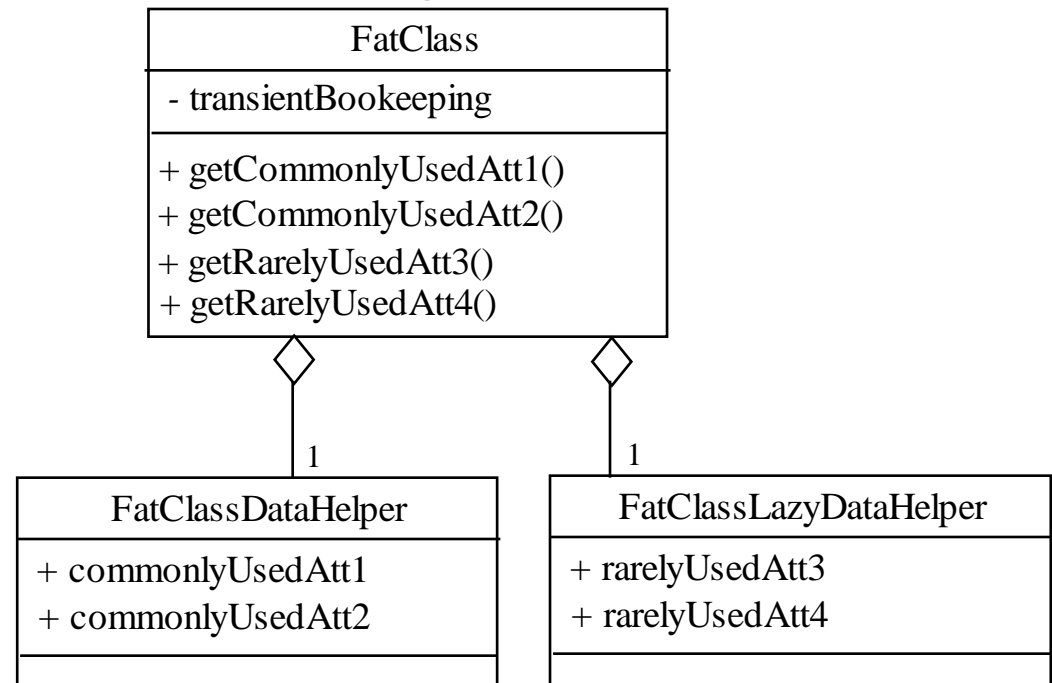 FatClass
- transientBookeeping
+ getCommonlyUsedAtt1()
+ getCommonlyUsedAtt2()
+ getRarelyUsedAtt3()
+ getRarelyUsedAtt4()
1
1
FatClassDataHelper
+ commonlyUsedAtt1
+ commonlyUsedAtt2
FatClassLazyDataHelper
+ rarelyUsedAtt3
+ rarelyUsedAtt4